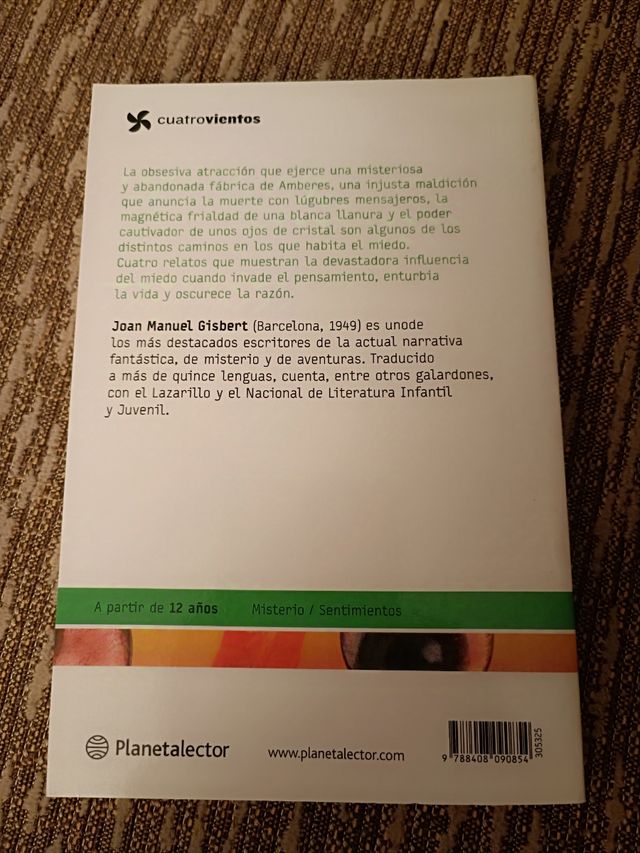 cuatrovientos
La obsesiva atracción que ejerce una misteriosa
y abandonada fábrica de Amberes, una injusta maldición
que anuncia la muerte con lúgubres mensajeros, la
magnética frialdad de una blanca llanura y el poder
cautivador de unos ojos de cristal son algunos de los
distintos caminos en los que habita el miedo.
Cuatro relatos que muestran la devastadora influencia
del miedo cuando invade el pensamiento, enturbia
la vida y oscurece la razón.
Joan Manuel Gisbert (Barcelona, 1949) es unode
los más destacados escritores de la actual narrativa
fantástica, de misterio y de aventuras. Traducido
a más de quince lenguas, cuenta, entre otros galardones,
con el Lazarillo y el Nacional de Literatura Infantil
y Juvenil.
A partir de 12 años Misterio / Sentimientos
Planetalector www.planetalector.com
9 788408 090854
305325